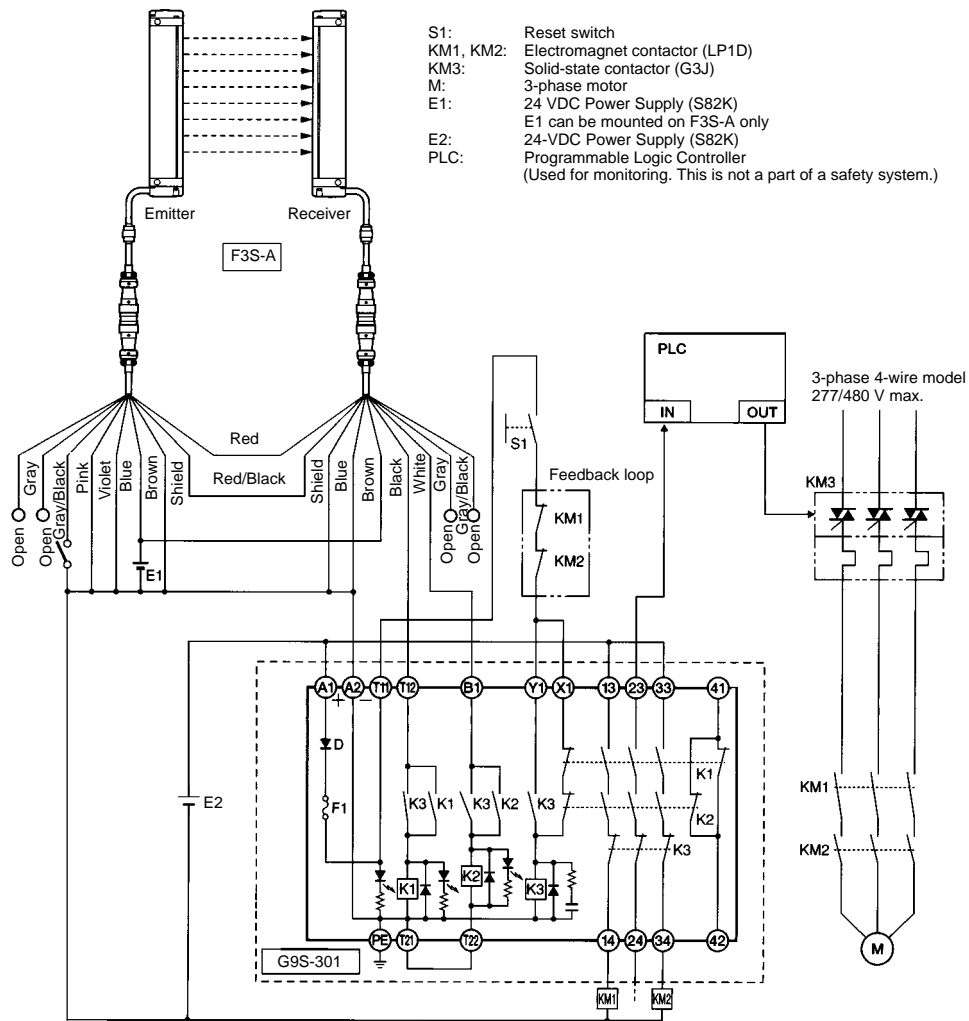 S1: Reset switch
KM1, KM2: Electromagnet contactor (LP1D)
KM3: Solid-state contactor (G3J)
M: 3-phase motor
E1: 24 VDC Power Supply (S82K)
E1 can be mounted on F3S-A only
E2: 24-VDC Power Supply (S82K)
PLC: Programmable Logic Controller
(Used for monitoring. This is not a part of a safety system.)
Emitter
Receiver
F3S-A
PLC
IN
OUT
3-phase 4-wire model
277/480 V max.
Red
Red/Black
Gray
Gray/Black
Pink
Violet
Blue
Brown
Shield
Shield
Blue
Brown
Black
White
Gray
Gray/Black
Open
Open
Open
Open
E1
S1
Feedback loop
KM1
KM2
KM3
A1
A2
T11
T12
B1
Y1
X1
13
23
33
41
+
–
D
F1
E2
K3
K1
K3
K2
K3
K1
K2
K3
K1
K2
K3
KM1
KM2
M
PE
T21
T22
14
24
34
42
G9S-301
KM1
KM2